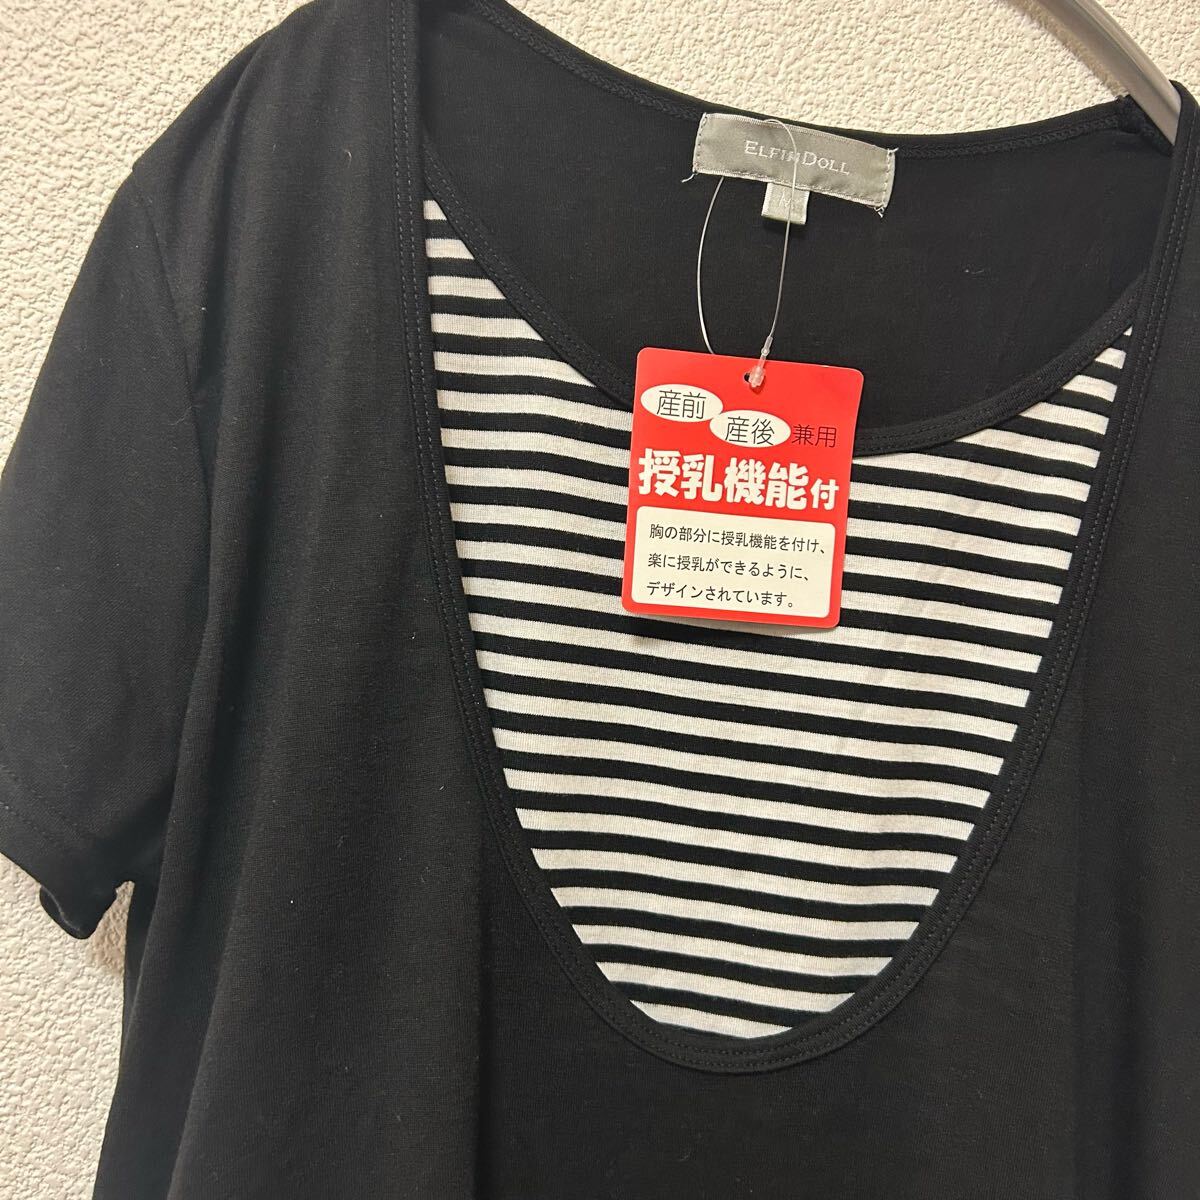 ELFINDOLL
M
産前
産後 兼用
授乳機能付
胸の部分に授乳機能を付け、
楽に授乳ができるように、
デザインされています。